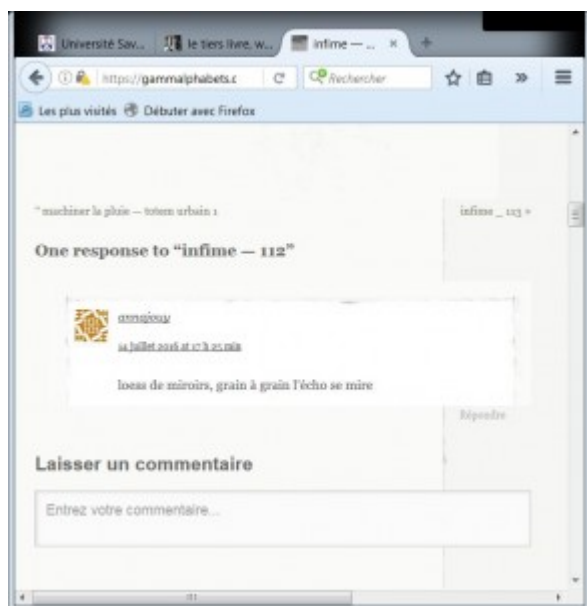 Université Sav...
le tiers livre, w...
infime — ...
https://gammalphabets.c
Rechercher
Les plus visités
Débuter avec Firefox
machiner la pluie — totem urbain 1
infime _ 113 »
One response to “infime — 112”
annajouy
14 juillet 2016 at 17 h 25 min
loess de miroirs, grain à grain l'écho se mire
Répondre
Laisser un commentaire
Entrez votre commentaire...